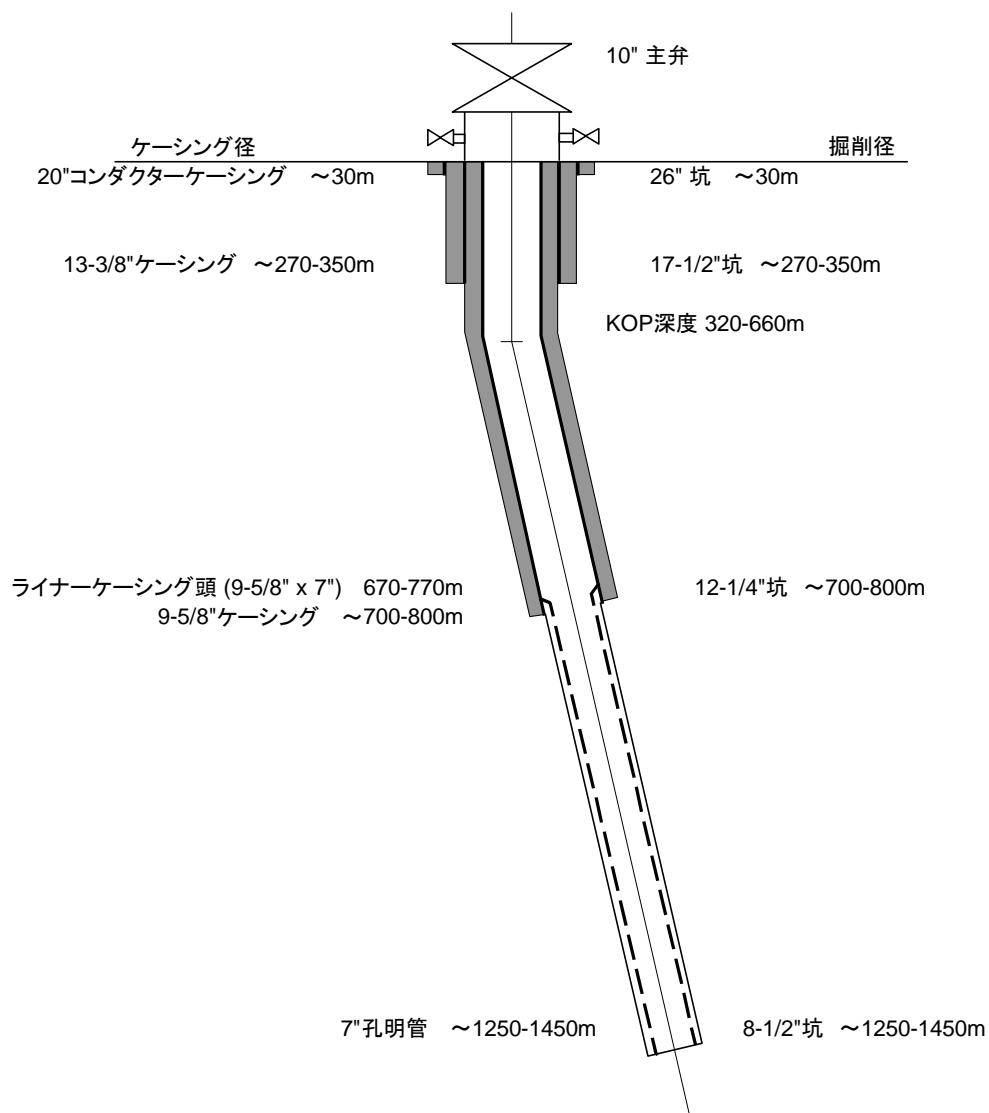 10" 主弁
ケーシング径
掘削径
20"コンダクターケーシング ～30m
26" 坑 ～30m
13-3/8"ケーシング ～270-350m
17-1/2"坑 ～270-350m
KOP深度 320-660m
ライナーケーシング頭 (9-5/8" x 7") 670-770m
12-1/4"坑 ～700-800m
9-5/8"ケーシング ～700-800m
7"孔明管 ～1250-1450m
8-1/2"坑 ～1250-1450m